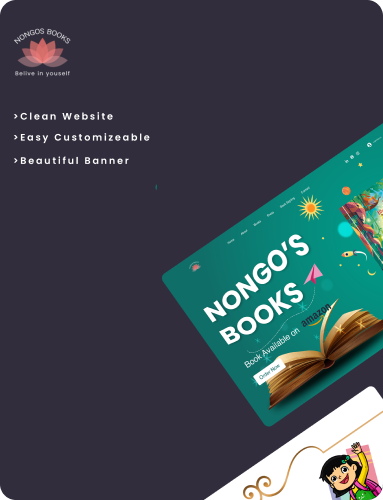 NONGOS BOOKS
Belive in youself
>Clean Website
>Easy Customizeable
>Beautiful Banner
NONGO'S
BOOKS
Book Available on amazon
Order Now